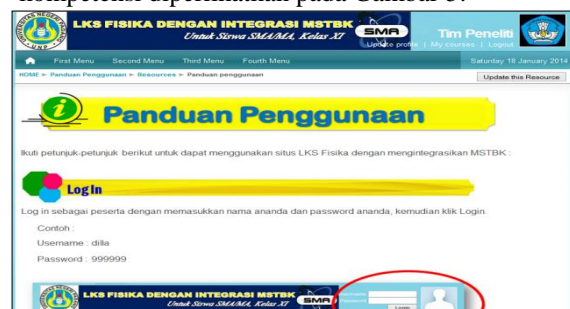 kompetensi diperlihatkan pada Gambar 3.
LKS FISIKA DENGAN INTEGRASI MSTBK
Untuk Siswa SMA/MA, Kelas XI
SMA
Tim Peneliti
Update profile | My courses | Logout
First Menu Second Menu Third Menu Fourth Menu
Saturday 18 January 2014
HOME ► Panduan Penggunaan ► Resources ► Panduan penggunaan
Update this Resource
Panduan Penggunaan
Ikuti petunjuk-petunjuk berikut untuk dapat menggunakan situs LKS Fisika dengan mengintegrasikan MSTBK :
Log In
Log in sebagai peserta dengan memasukkan nama ananda dan password ananda, kemudian klik Login.
Contoh :
Username : dilla
Password : 999999
LKS FISIKA DENGAN INTEGRASI MSTBK
Untuk Siswa SMA/MA, Kelas XI
SMA
Password
Login